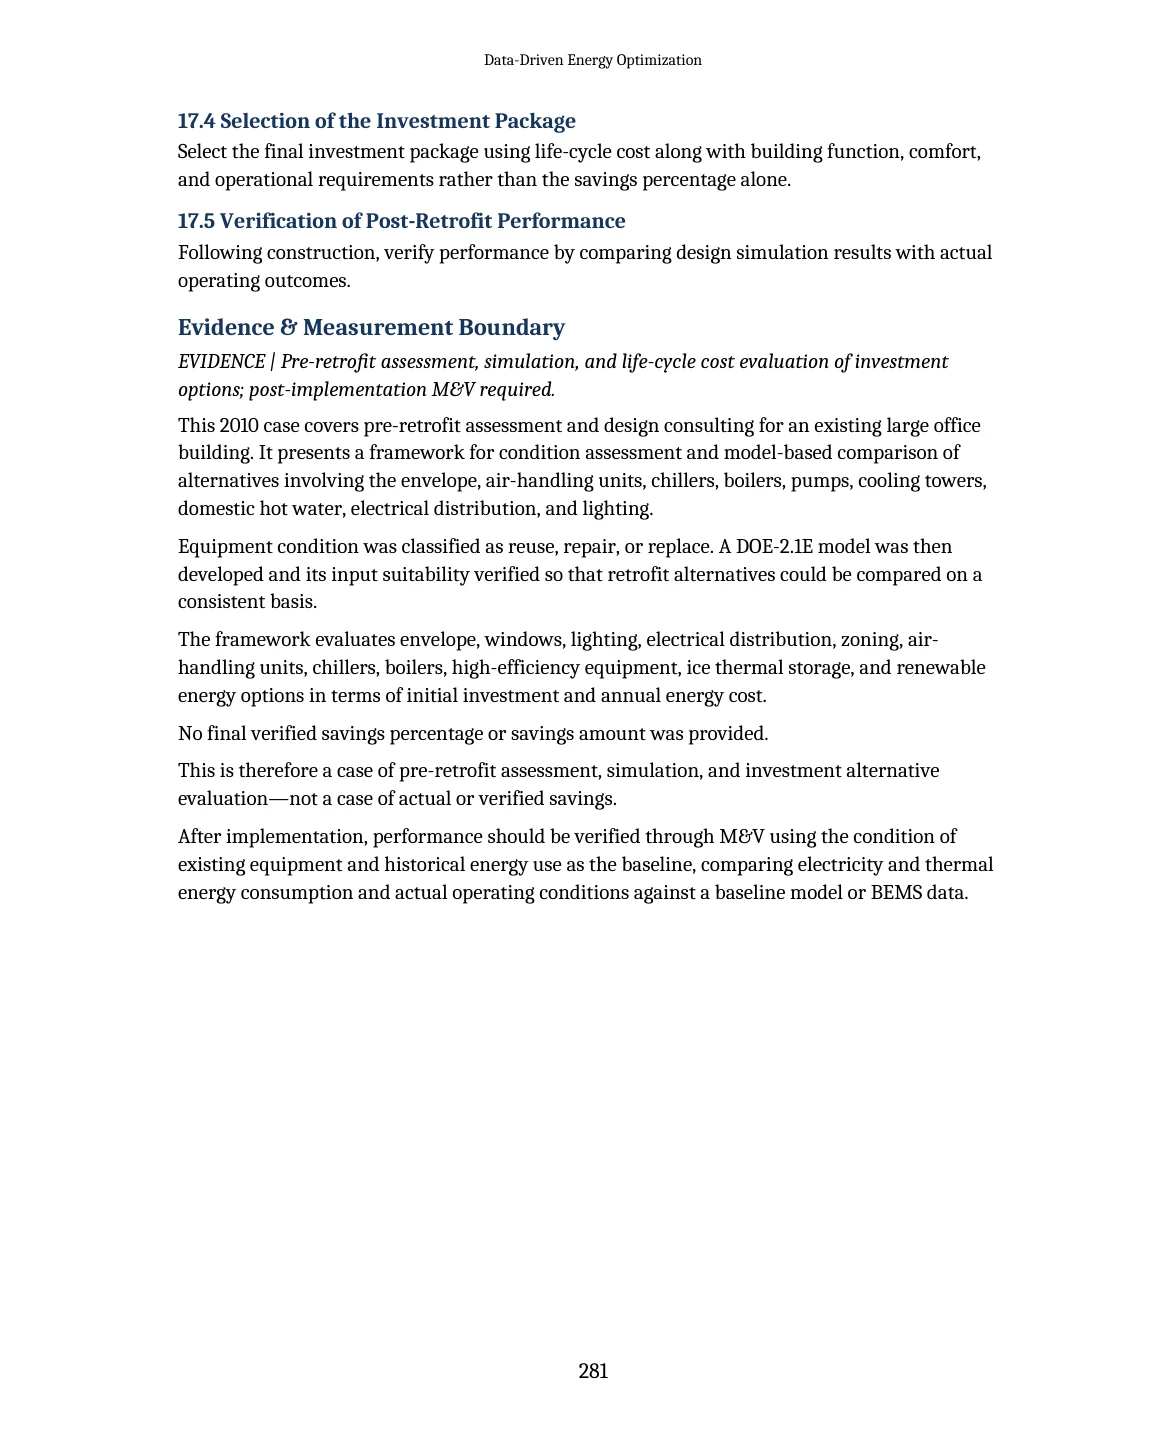 Data-Driven Energy Optimization
17.4 Selection of the Investment Package
Select the final investment package using life-cycle cost along with building function, comfort,
and operational requirements rather than the savings percentage alone.
17.5 Verification of Post-Retrofit Performance
Following construction, verify performance by comparing design simulation results with actual
operating outcomes.
Evidence & Measurement Boundary
EVIDENCE | Pre-retrofit assessment, simulation, and life-cycle cost evaluation of investment
options; post-implementation M&V required.
This 2010 case covers pre-retrofit assessment and design consulting for an existing large office
building. It presents a framework for condition assessment and model-based comparison of
alternatives involving the envelope, air-handling units, chillers, boilers, pumps, cooling towers,
domestic hot water, electrical distribution, and lighting.
Equipment condition was classified as reuse, repair, or replace. A DOE-2.1E model was then
developed and its input suitability verified so that retrofit alternatives could be compared on a
consistent basis.
The framework evaluates envelope, windows, lighting, electrical distribution, zoning, air-
handling units, chillers, boilers, high-efficiency equipment, ice thermal storage, and renewable
energy options in terms of initial investment and annual energy cost.
No final verified savings percentage or savings amount was provided.
This is therefore a case of pre-retrofit assessment, simulation, and investment alternative
evaluation—not a case of actual or verified savings.
After implementation, performance should be verified through M&V using the condition of
existing equipment and historical energy use as the baseline, comparing electricity and thermal
energy consumption and actual operating conditions against a baseline model or BEMS data.
281